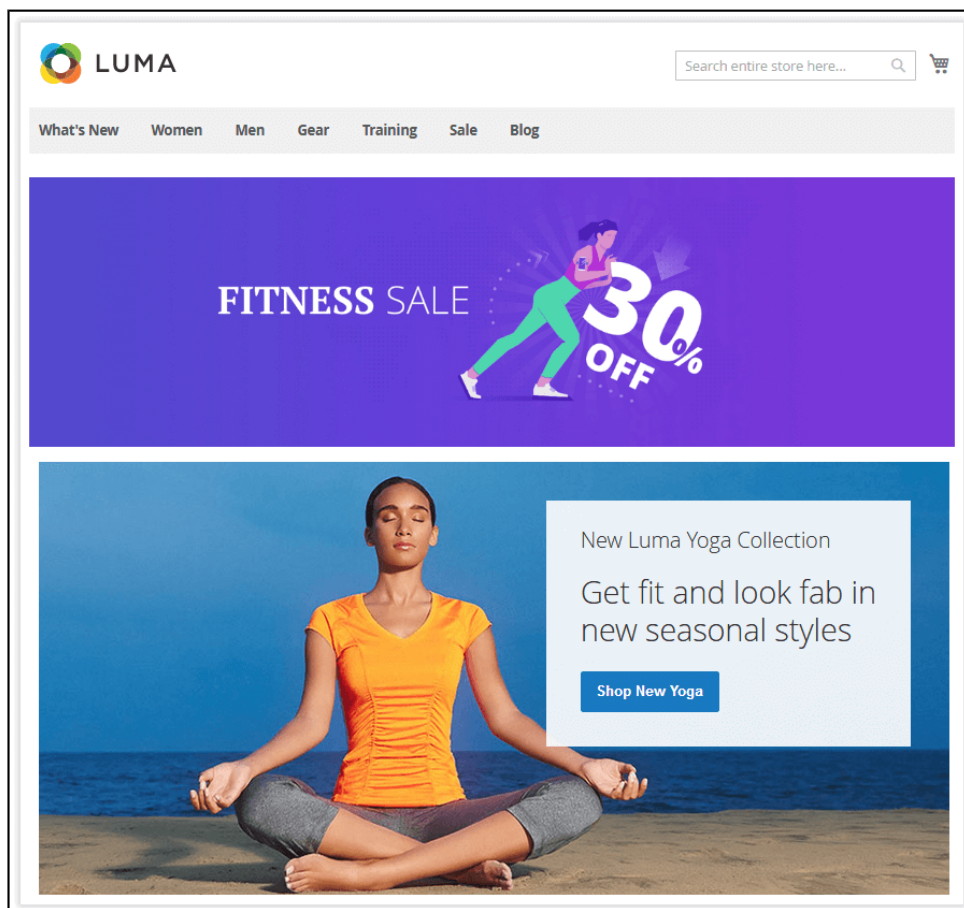 LUMA
Search entire store here...
What's New Women Men Gear Training Sale Blog
FITNESS SALE
30%
OFF
New Luma Yoga Collection
Get fit and look fab in
new seasonal styles
Shop New Yoga